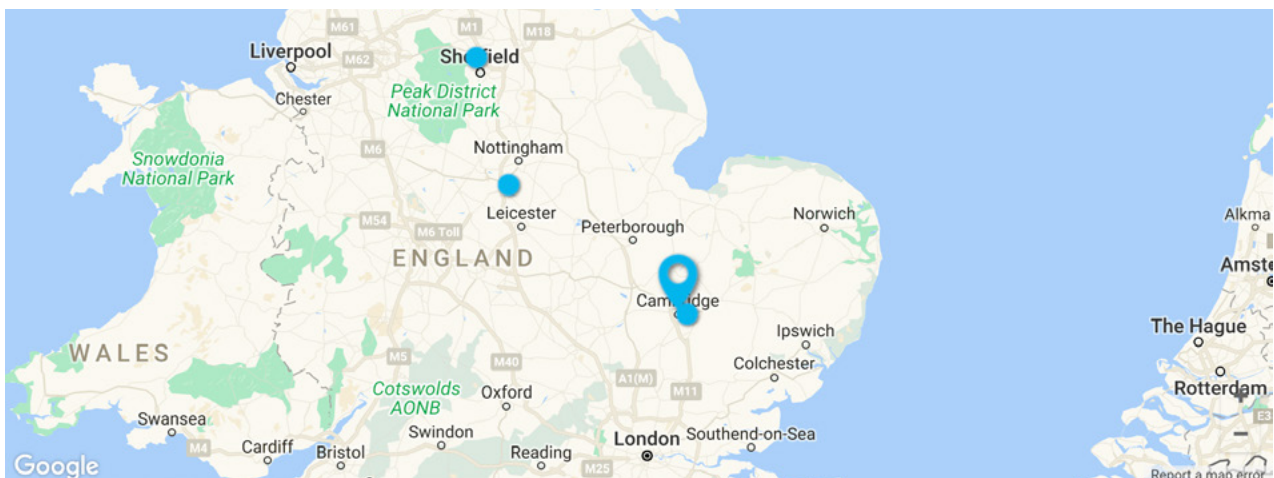 M61
M1
M18
Liverpool
M62
Sheffield
Chester
Peak District
National Park
M6
Nottingham
Snowdonia
National Park
Leicester
Norwich
Alkma
M54
M6 Toll
Peterborough
ENGLAND
Amste
Cambridge
The Hague
Ipswich
WALES
M5
M40
Colchester
A1(M)
M11
Rotterdam
Cotswolds
AONB
Oxford
E3
Swansea
Swindon
London
Southend-on-Sea
M4
Cardiff
Bristol
Reading
M25
Google
Report a map error